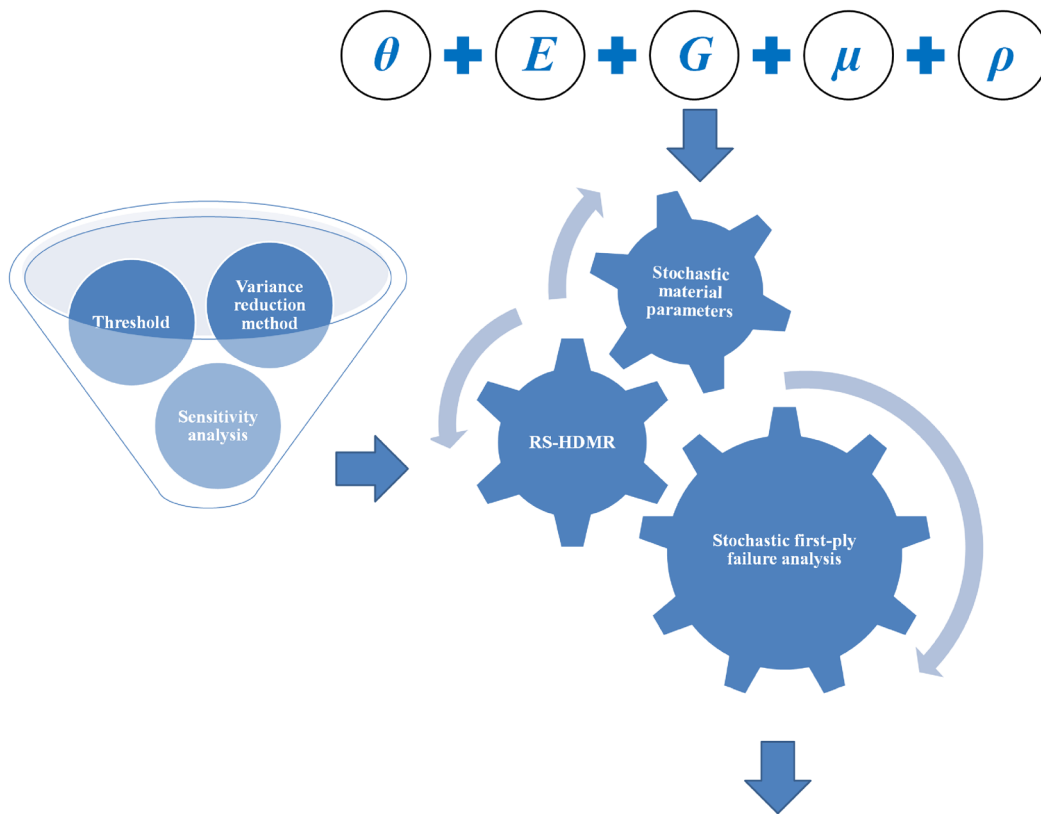 θ + E + G + μ + ρ
Stochastic
material
parameters
Variance
reduction
method
Threshold
Sensitivity
analysis
RS-HDMR
Stochastic first-ply
failure analysis